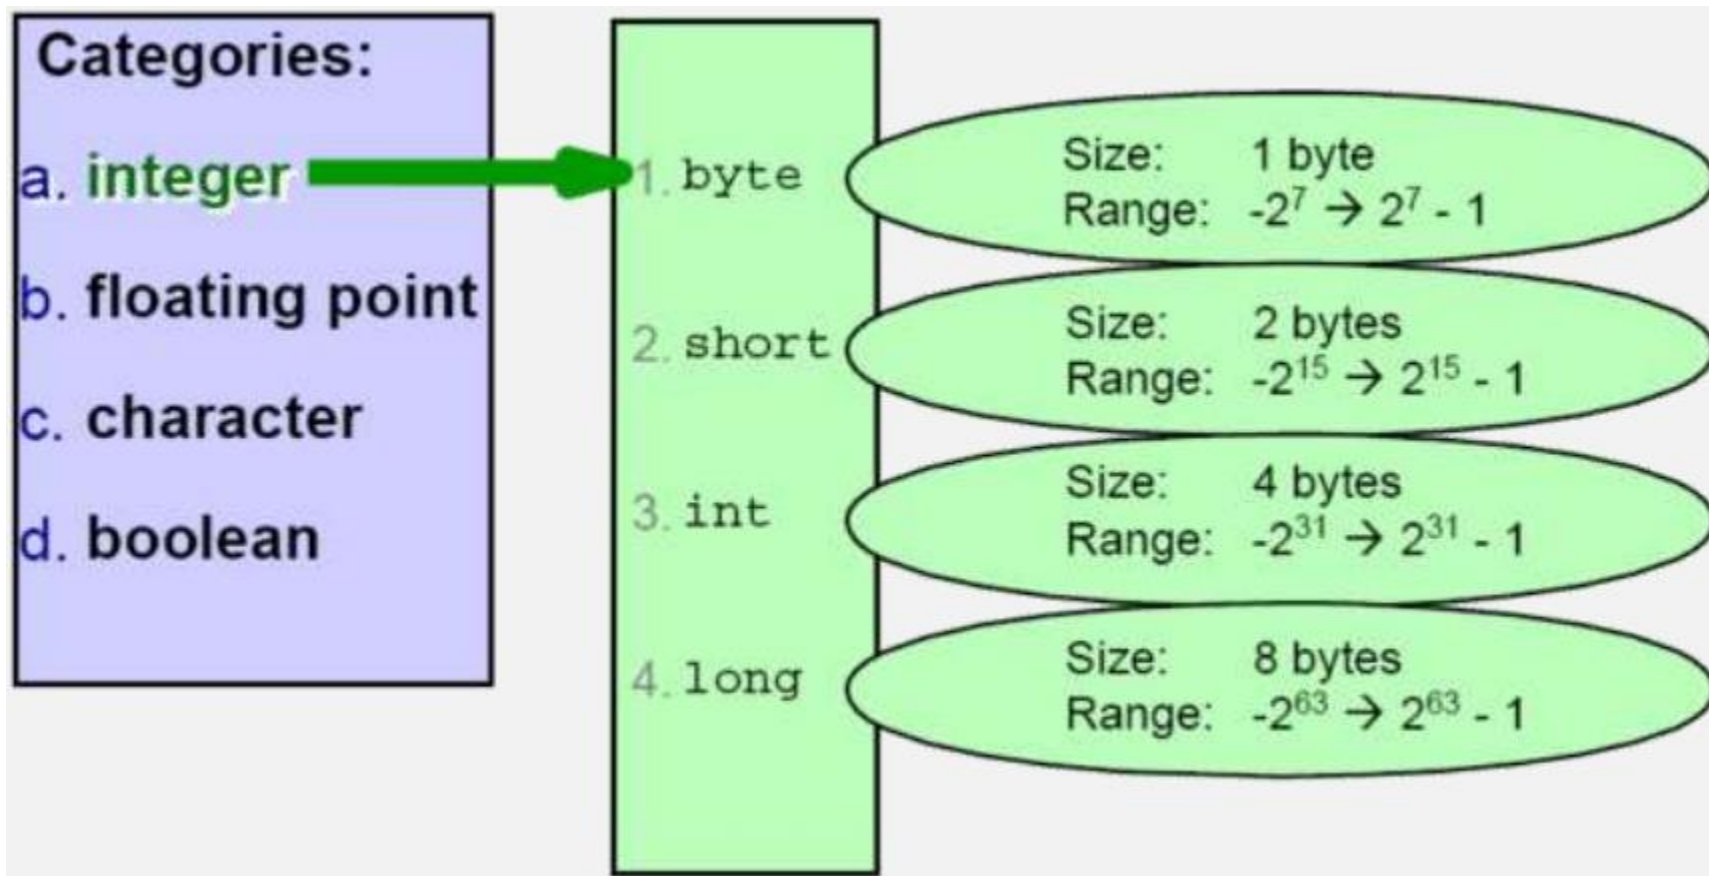 Categories:
a. integer
b. floating point
c. character
d. boolean
1. byte
Size: 1 byte
Range: -2⁷ → 2⁷ - 1
2. short
Size: 2 bytes
Range: -2¹⁵ → 2¹⁵ - 1
3. int
Size: 4 bytes
Range: -2³¹ → 2³¹ - 1
4. long
Size: 8 bytes
Range: -2⁶³ → 2⁶³ - 1